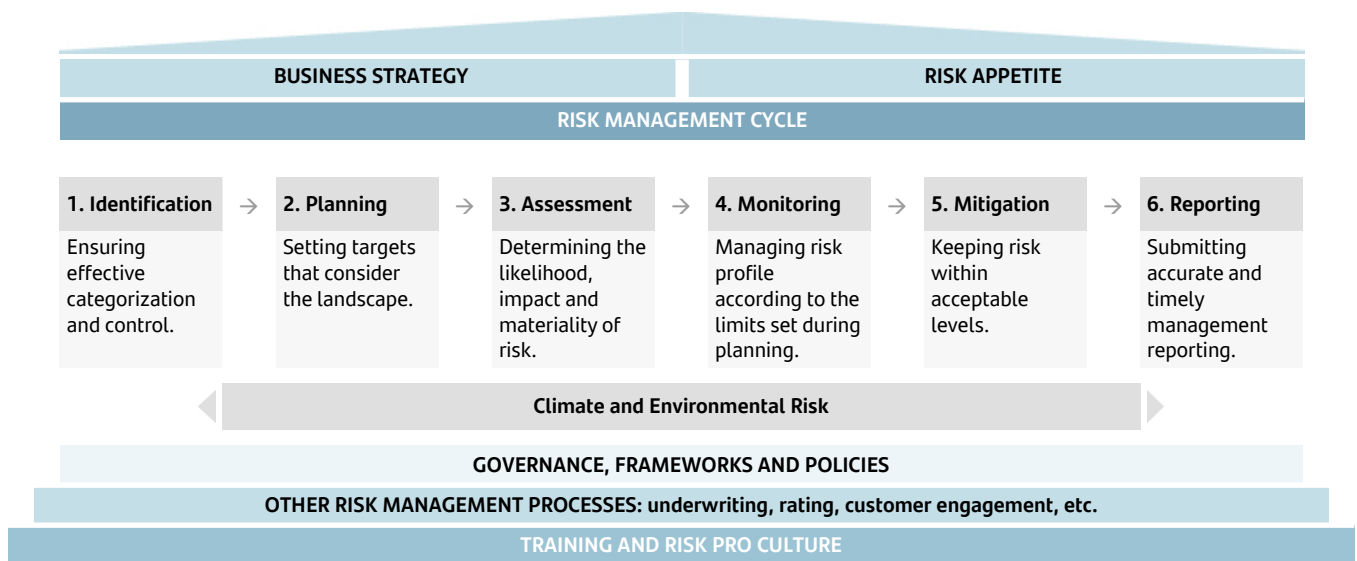 BUSINESS STRATEGY
RISK APPETITE
RISK MANAGEMENT CYCLE
1. Identification
Ensuring
effective
categorization
and control.
→
2. Planning
Setting targets
that consider
the landscape.
→
3. Assessment
Determining the
likelihood,
impact and
materiality of
risk.
→
4. Monitoring
Managing risk
profile
according to the
limits set during
planning.
→
5. Mitigation
Keeping risk
within
acceptable
levels.
→
6. Reporting
Submitting
accurate and
timely
management
reporting.
Climate and Environmental Risk
GOVERNANCE, FRAMEWORKS AND POLICIES
OTHER RISK MANAGEMENT PROCESSES: underwriting, rating, customer engagement, etc.
TRAINING AND RISK PRO CULTURE